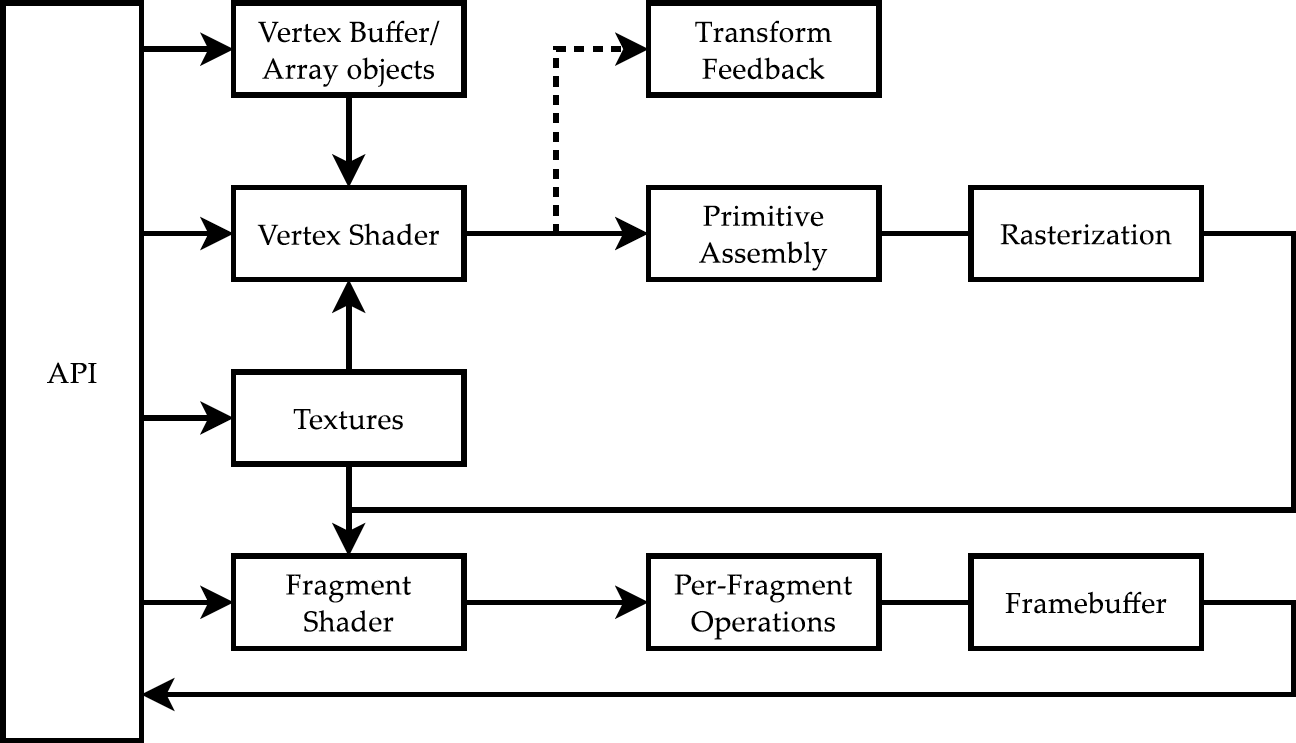 Vertex Buffer/
Array objects
Transform
Feedback
Vertex Shader
Primitive
Assembly
Rasterization
API
Textures
Fragment
Shader
Per-Fragment
Operations
Framebuffer